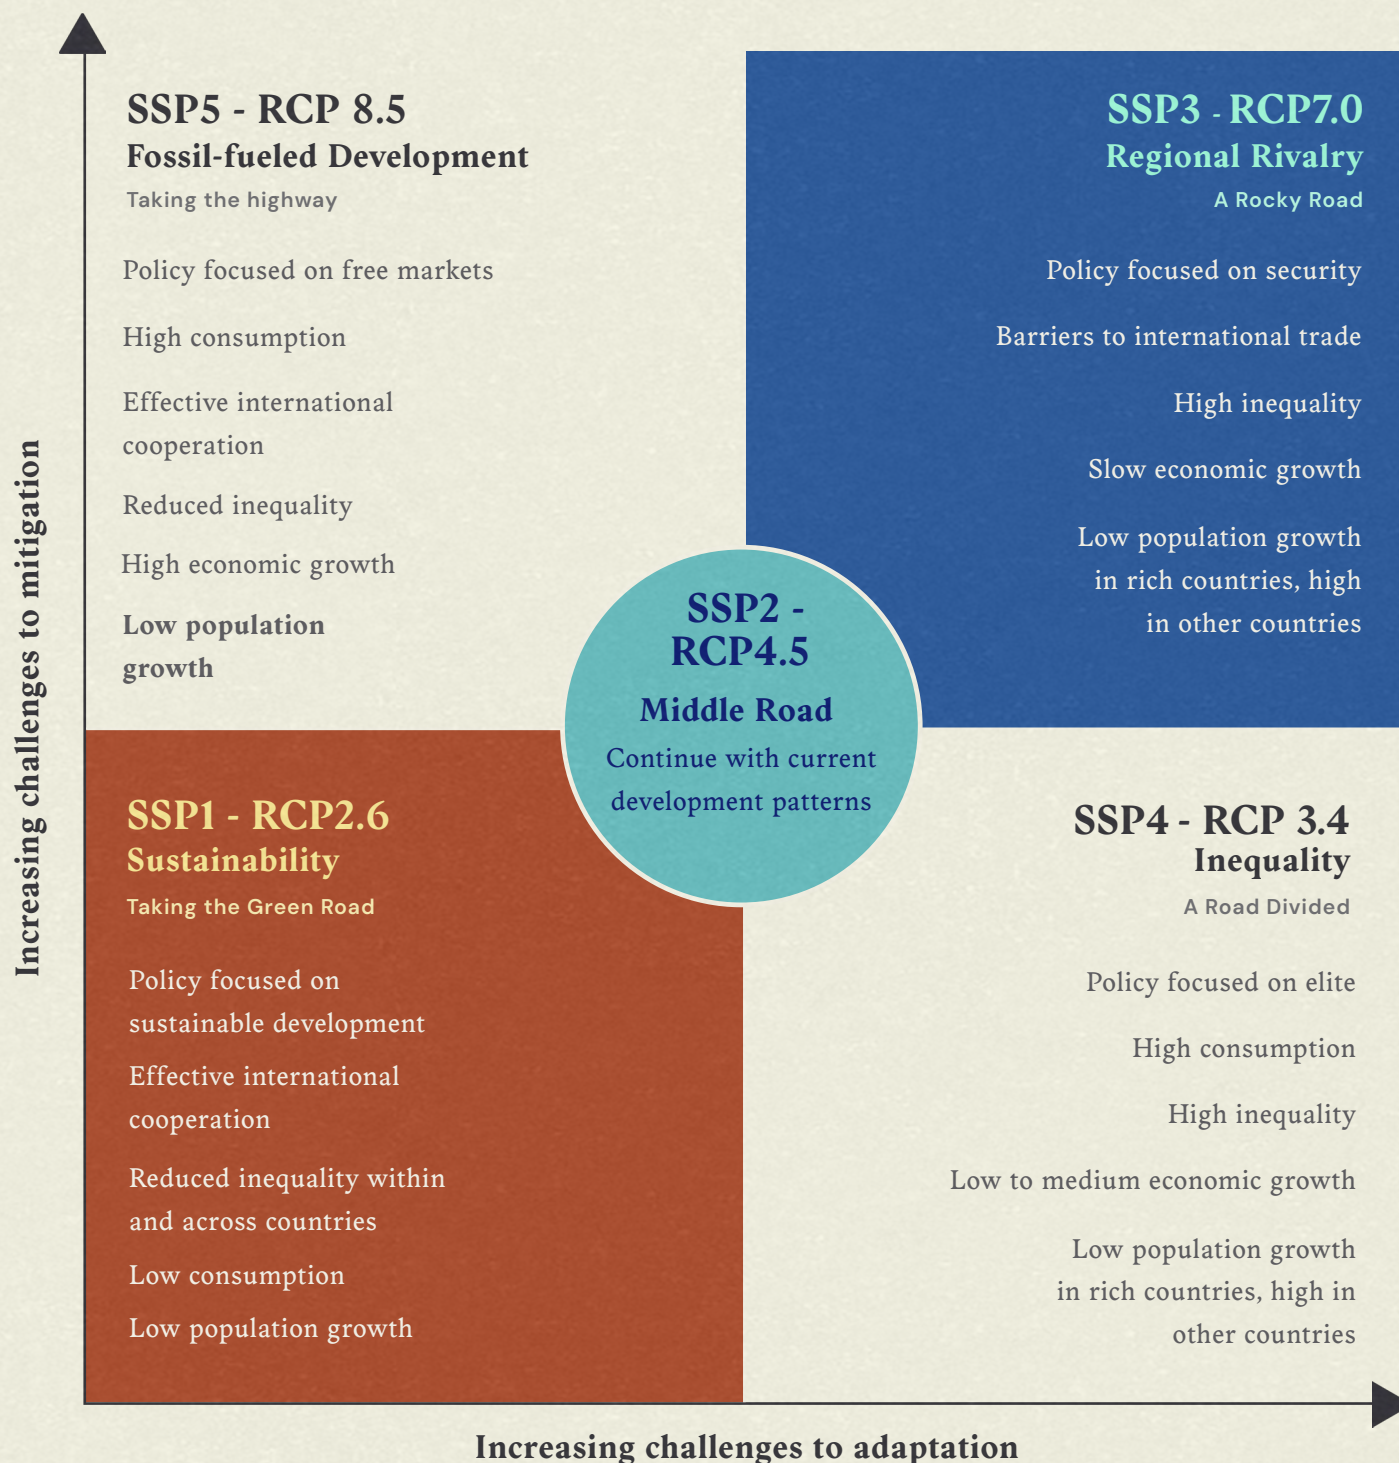 SSP5 - RCP 8.5
Fossil-fueled Development
Taking the highway
Policy focused on free markets
High consumption
Effective international
cooperation
Reduced inequality
High economic growth
Low population
growth
SSP3 - RCP7.0
Regional Rivalry
A Rocky Road
Policy focused on security
Barriers to international trade
High inequality
Slow economic growth
Low population growth
in rich countries, high
in other countries
SSP2 -
RCP4.5
Middle Road
Continue with current
development patterns
SSP1 - RCP2.6
Sustainability
Taking the Green Road
Policy focused on
sustainable development
Effective international
cooperation
Reduced inequality within
and across countries
Low consumption
Low population growth
SSP4 - RCP 3.4
Inequality
A Road Divided
Policy focused on elite
High consumption
High inequality
Low to medium economic growth
Low population growth
in rich countries, high in
other countries
Increasing challenges to mitigation
Increasing challenges to adaptation